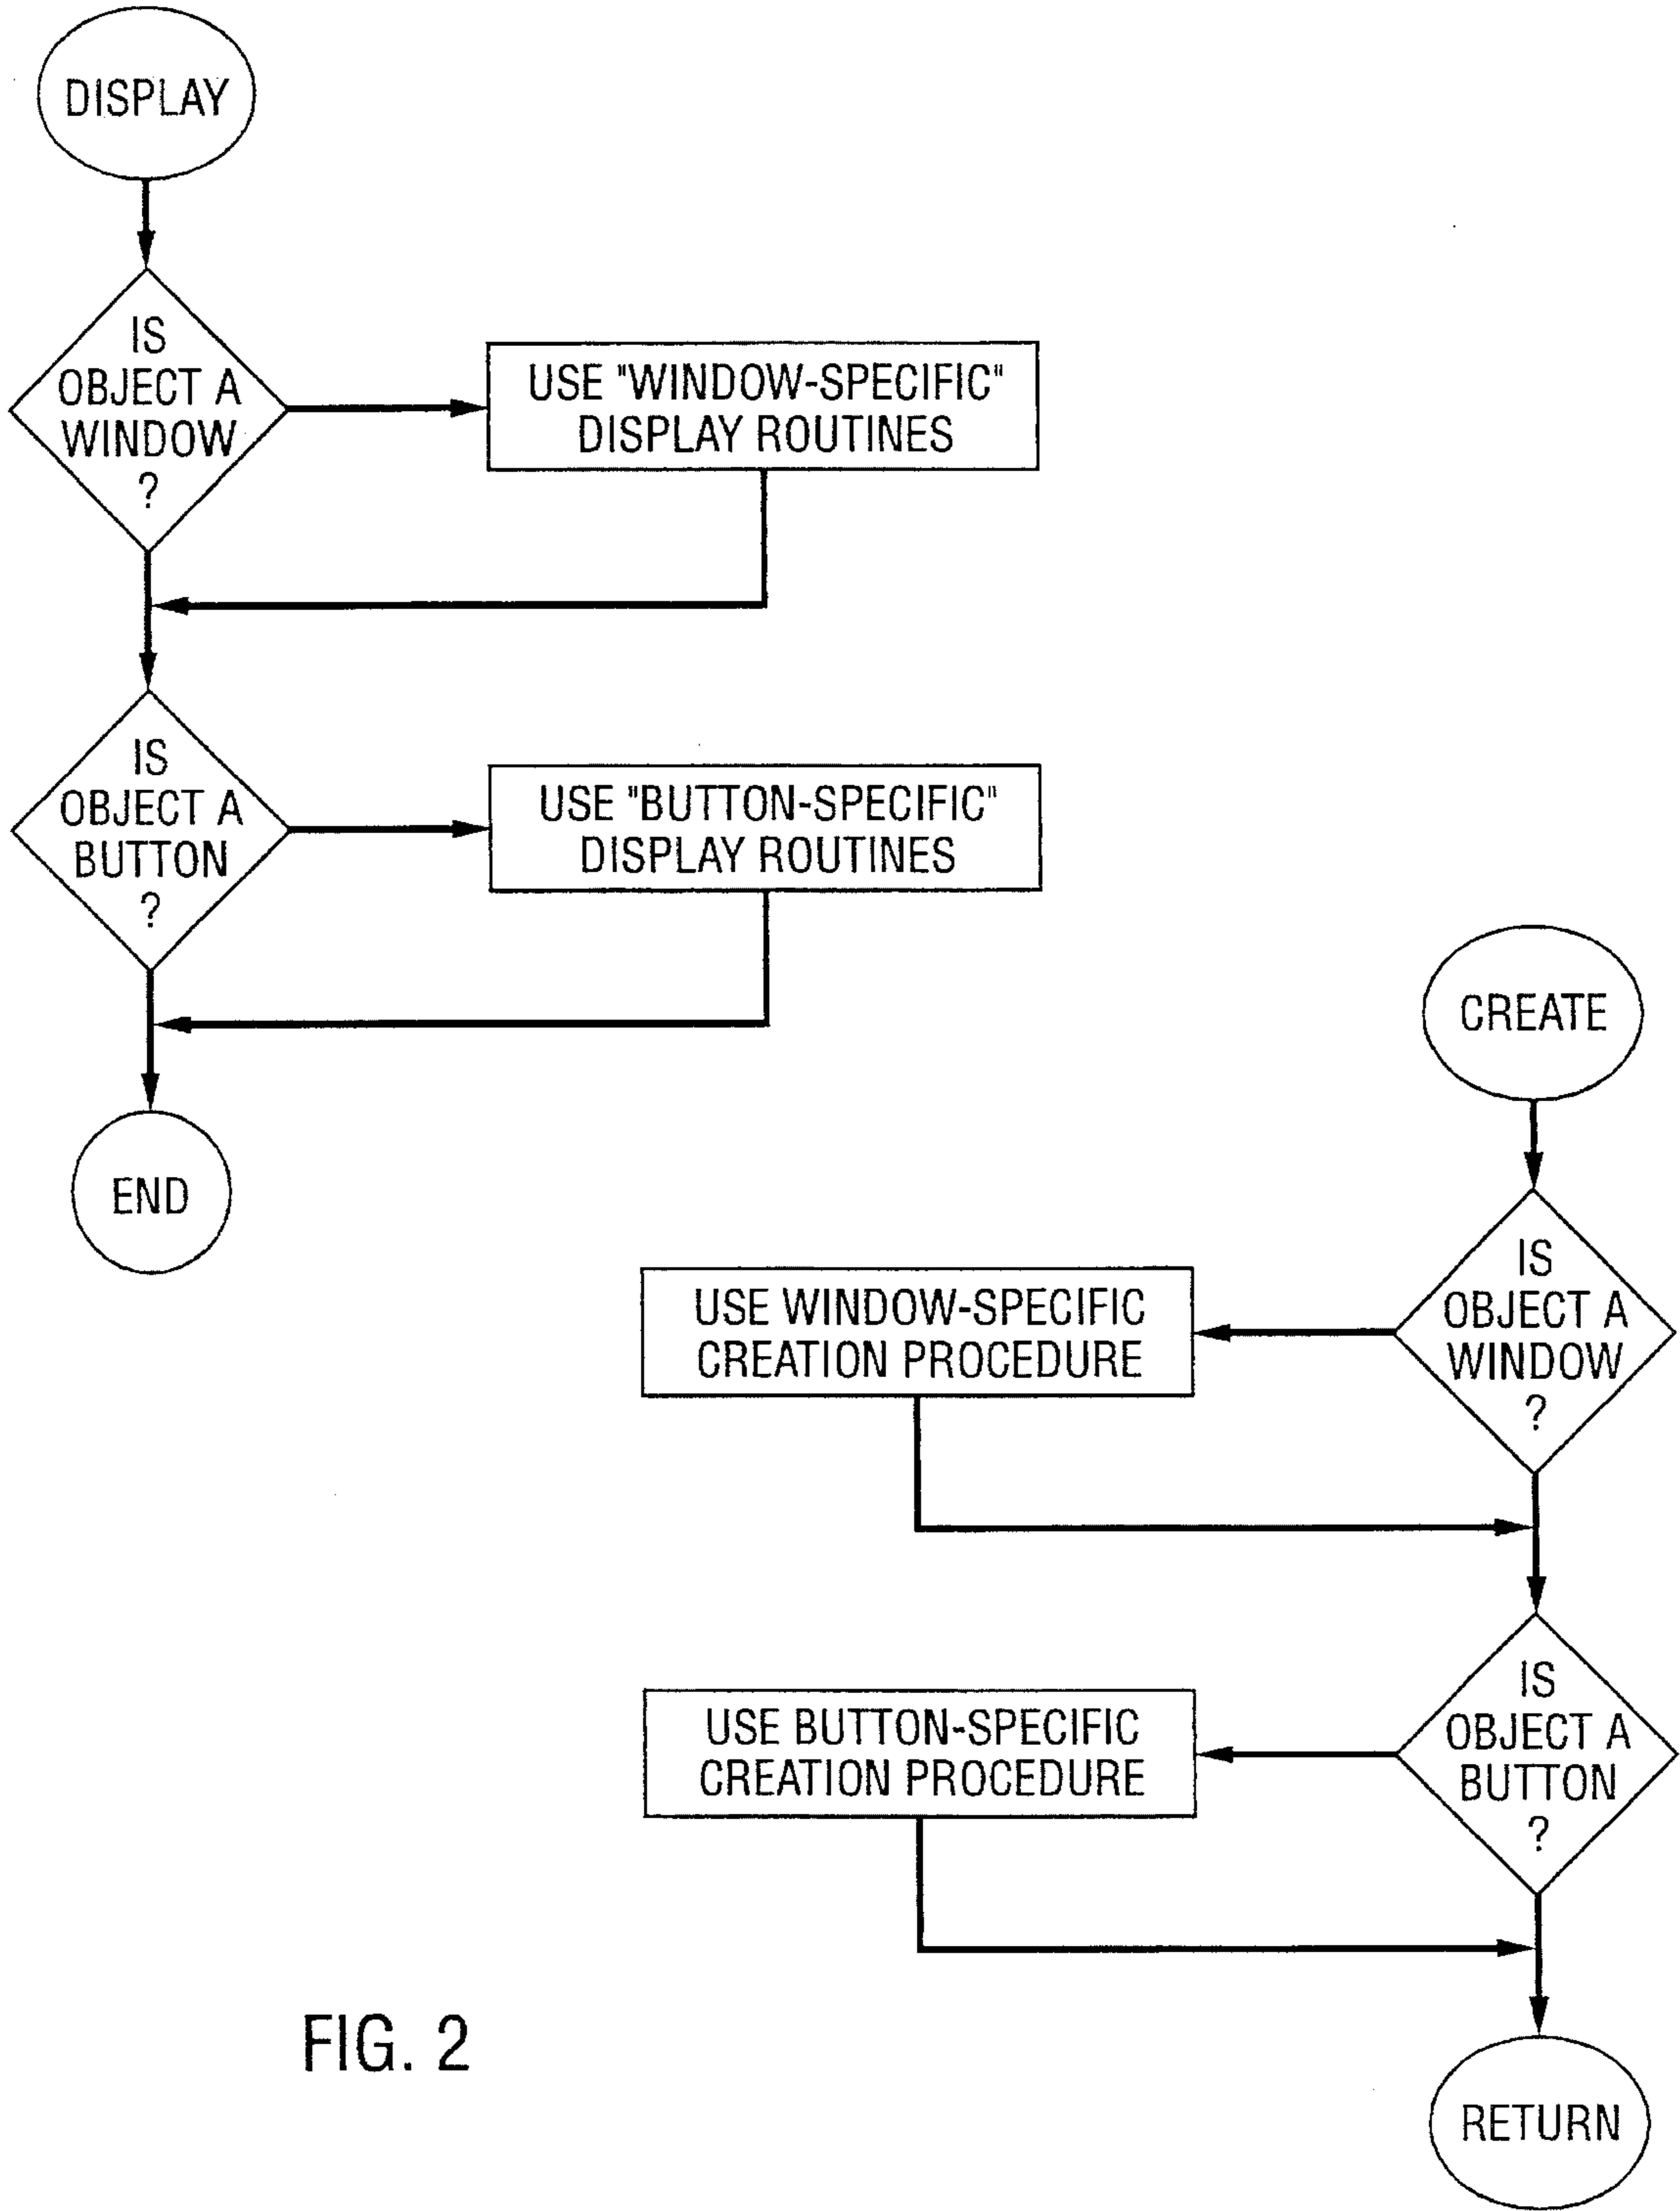 DISPLAY
IS
OBJECT A
WINDOW
?
USE "WINDOW-SPECIFIC"
DISPLAY ROUTINES
IS
OBJECT A
BUTTON
?
USE "BUTTON-SPECIFIC"
DISPLAY ROUTINES
END
CREATE
IS
OBJECT A
WINDOW
?
USE WINDOW-SPECIFIC
CREATION PROCEDURE
IS
OBJECT A
BUTTON
?
USE BUTTON-SPECIFIC
CREATION PROCEDURE
RETURN
FIG. 2